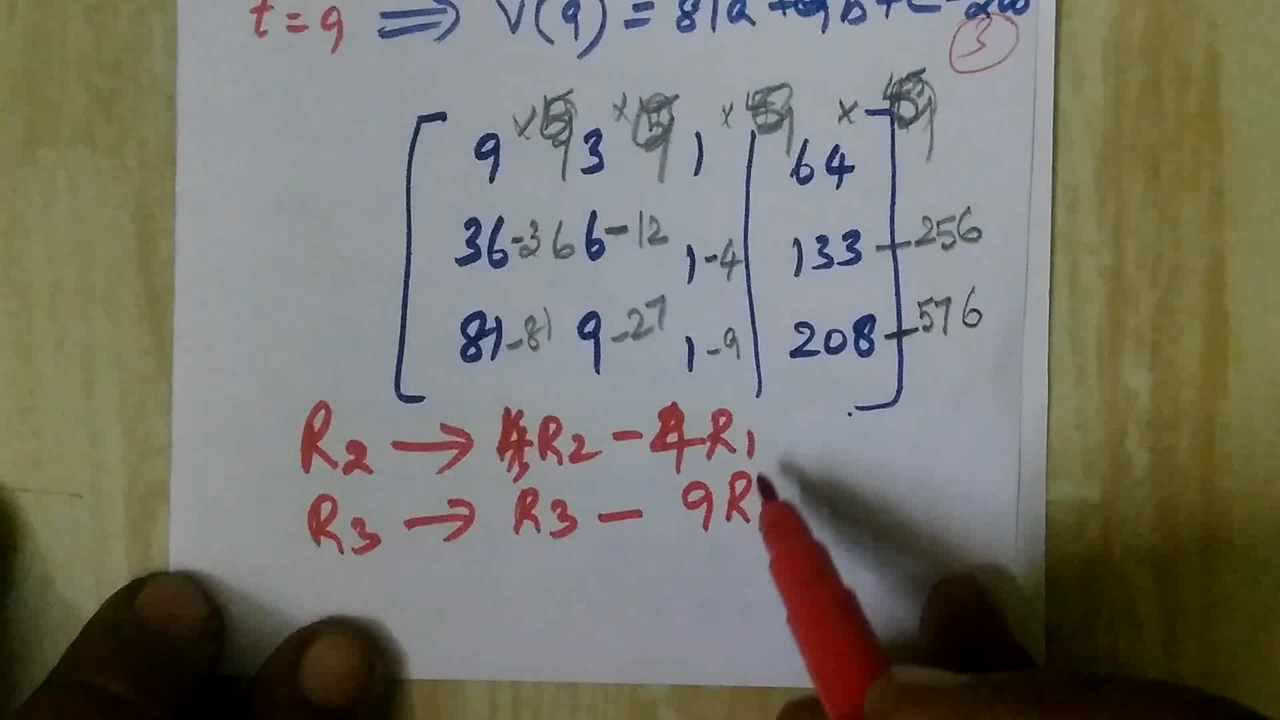 t = 9 ⟹ V(9) = 81a + 9b + c = 208
3
9 3 1 | 64
36-36 6-12 1-4 | 133 -256
81-81 9-27 1-9 | 208 -576
R2 → R2 - 4R1
R3 → R3 - 9R